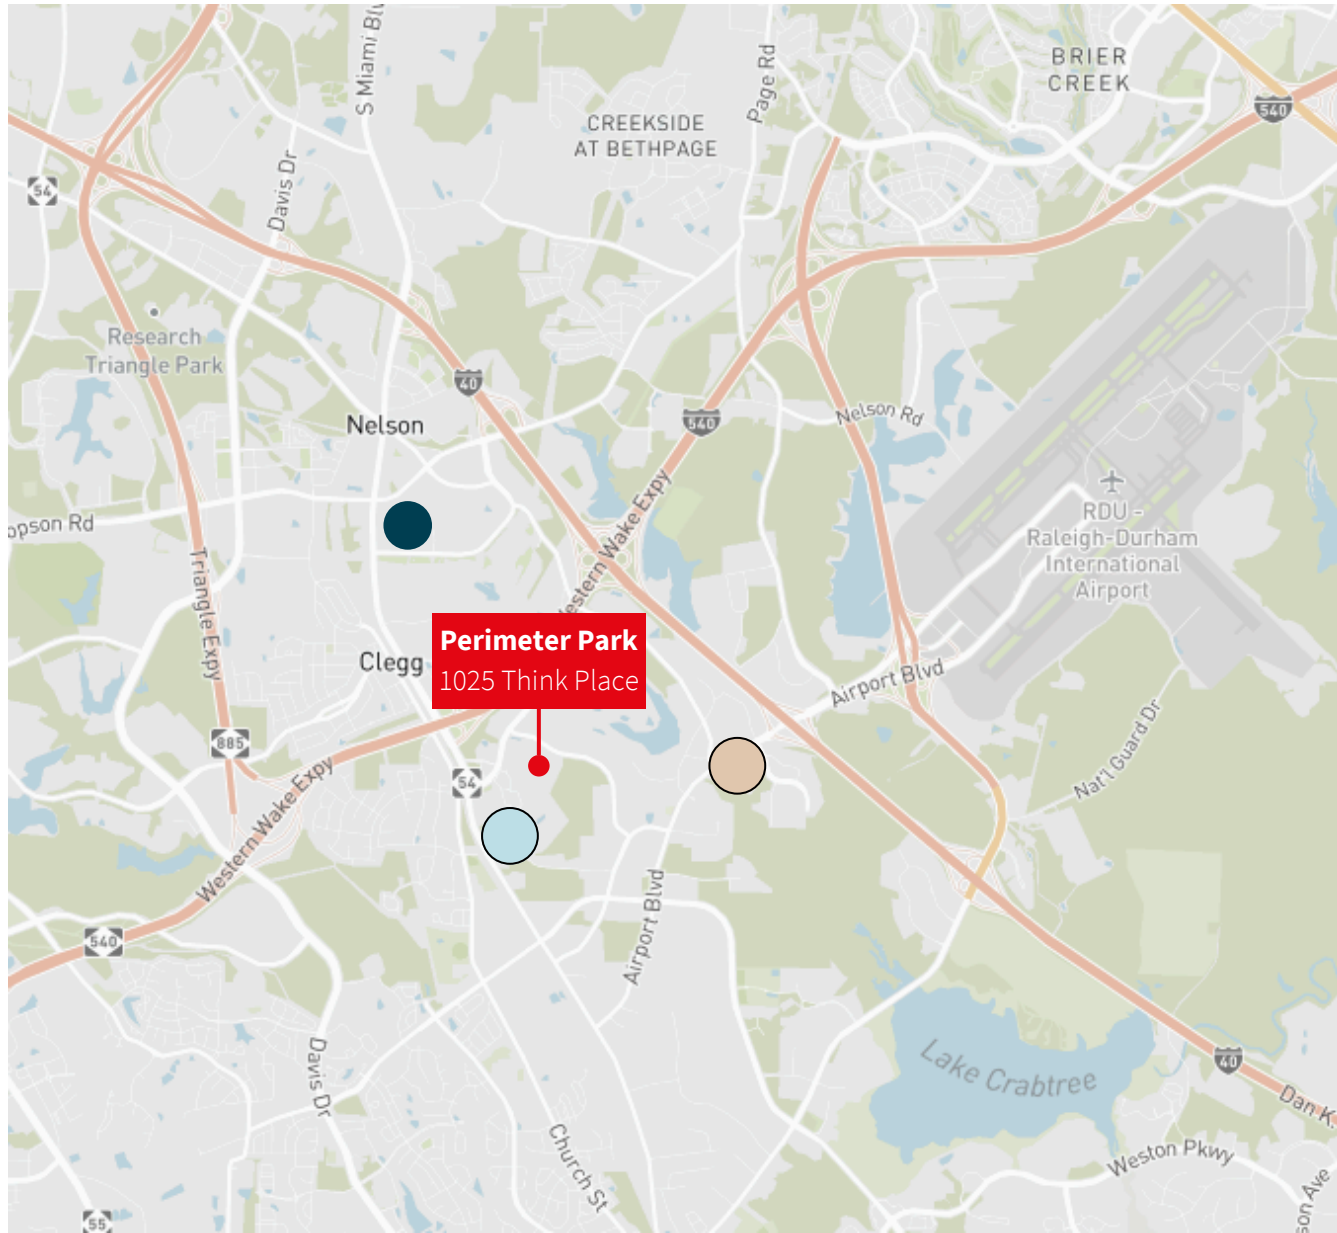 S Miami Blv
Page Rd
BRIER
CREEK
540
CREEKSIDE
AT BETHPAGE
54
Davis Dr
Research
Triangle Park
40
Nelson
540
Nelson Rd
RDU -
Raleigh-Durham
International
Airport
opson Rd
Triangle Expy
estern Wake Expy
Perimeter Park
1025 Think Place
Clegg
Airport Blvd
885
54
Nat'l Guard Dr
Western Wake Expy
Airport Blvd
540
Lake Crabtree
40
Davis Dr
Dan K.
Church St
Weston Pkwy
son Ave
55